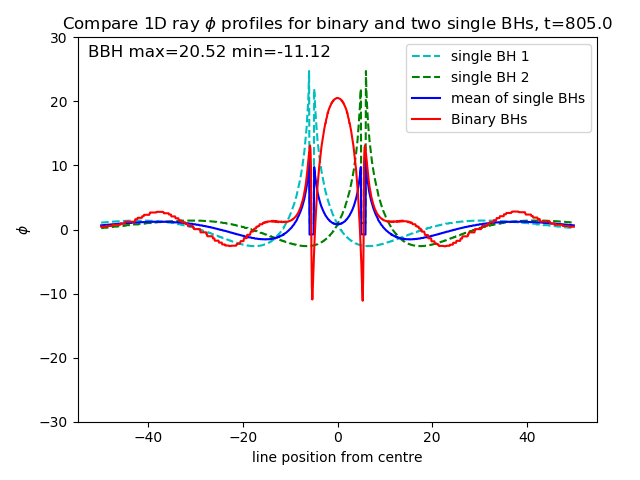 Compare 1D ray ϕ profiles for binary and two single BHs, t=805.0
BBH max=20.52 min=-11.12
single BH 1
single BH 2
mean of single BHs
Binary BHs
30
20
10
0
−10
−20
−30
ϕ
−40
−20
0
20
40
line position from centre